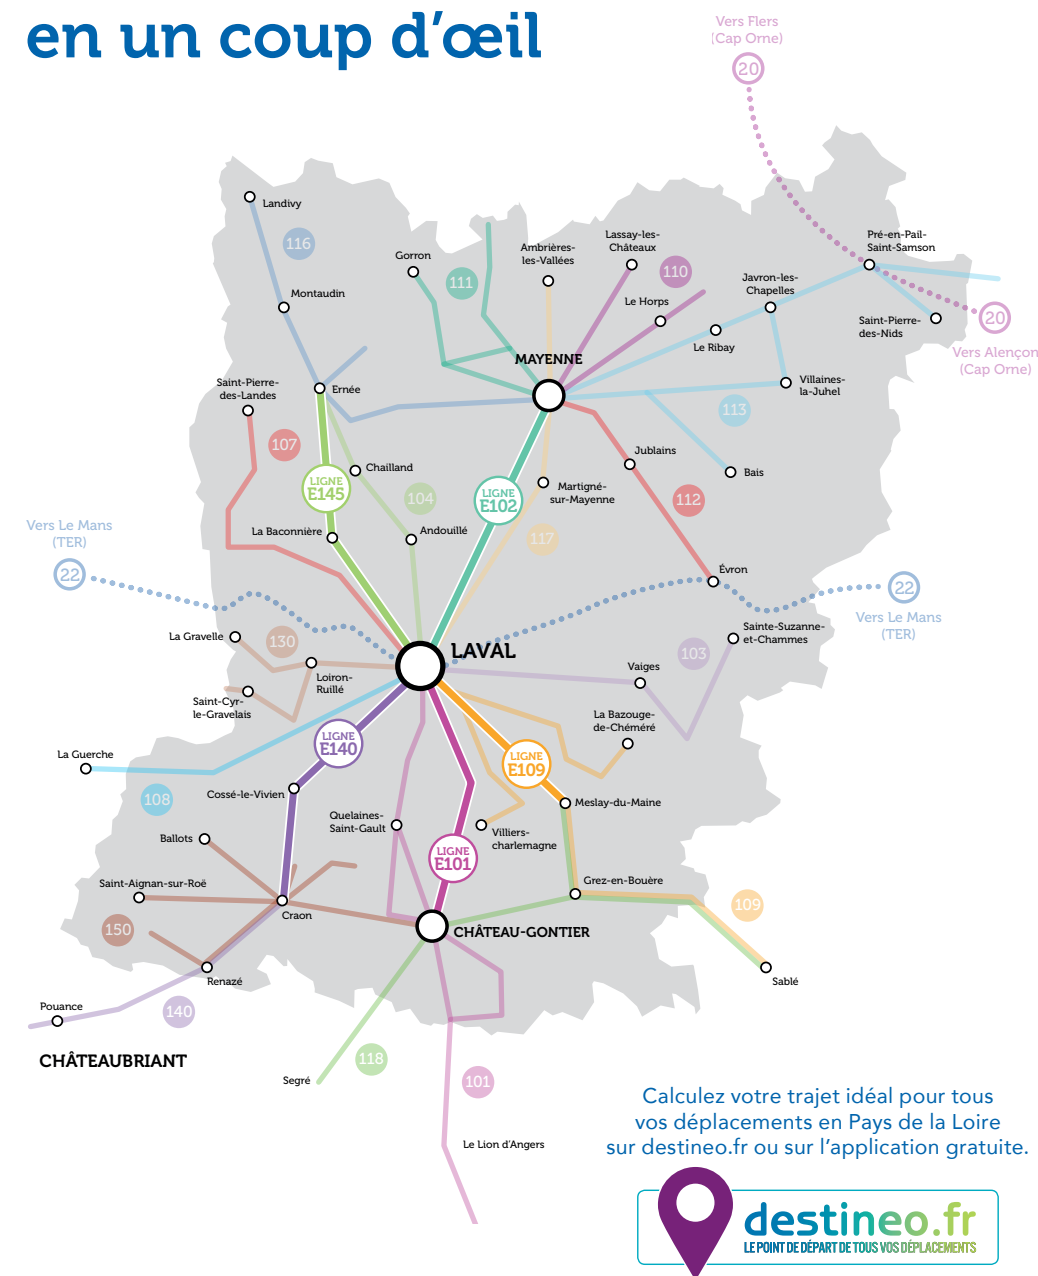 en un coup d’œil
Vers Flers
(Cap Orne)
20
Landivy
116
Montaudin
Gorron
111
Ambrières-
les-Vallées
Lassay-les-
Châteaux
110
Le Horps
Javron-les-
Chapelles
Pré-en-Pail-
Saint-Samson
Le Ribay
Saint-Pierre-
des-Nids
20
Vers Alençon
(Cap Orne)
MAYENNE
Saint-Pierre-
des-Landes
Ernée
Villaines-
la-Juhel
113
107
Chailland
LIGNE
E145
104
LIGNE
E102
Martigné-
sur-Mayenne
Jublains
Bais
112
La Baconnière
Andouillé
117
Vers Le Mans
(TER)
22
Évron
22
Vers Le Mans
(TER)
La Gravelle
130
Loiron-
Ruillé
Saint-Cyr-
le-Gravelais
LAVAL
Sainte-Suzanne-
et-Chammes
103
Vaiges
La Bazouge-
de-Chéméré
La Guerche
108
LIGNE
E140
Cossé-le-Vivien
LIGNE
E109
Meslay-du-Maine
Quelaines-
Saint-Gault
Villiers-
charlemagne
Ballots
LIGNE
E101
Saint-Aignan-sur-Roë
Craon
Grez-en-Bouère
109
150
CHÂTEAU-GONTIER
Renazé
Sablé
Pouance
140
CHÂTEAUBRIANT
118
Segré
101
Le Lion d’Angers
Calculez votre trajet idéal pour tous
vos déplacements en Pays de la Loire
sur destineo.fr ou sur l’application gratuite.
destineo.fr
LE POINT DE DÉPART DE TOUS VOS DÉPLACEMENTS